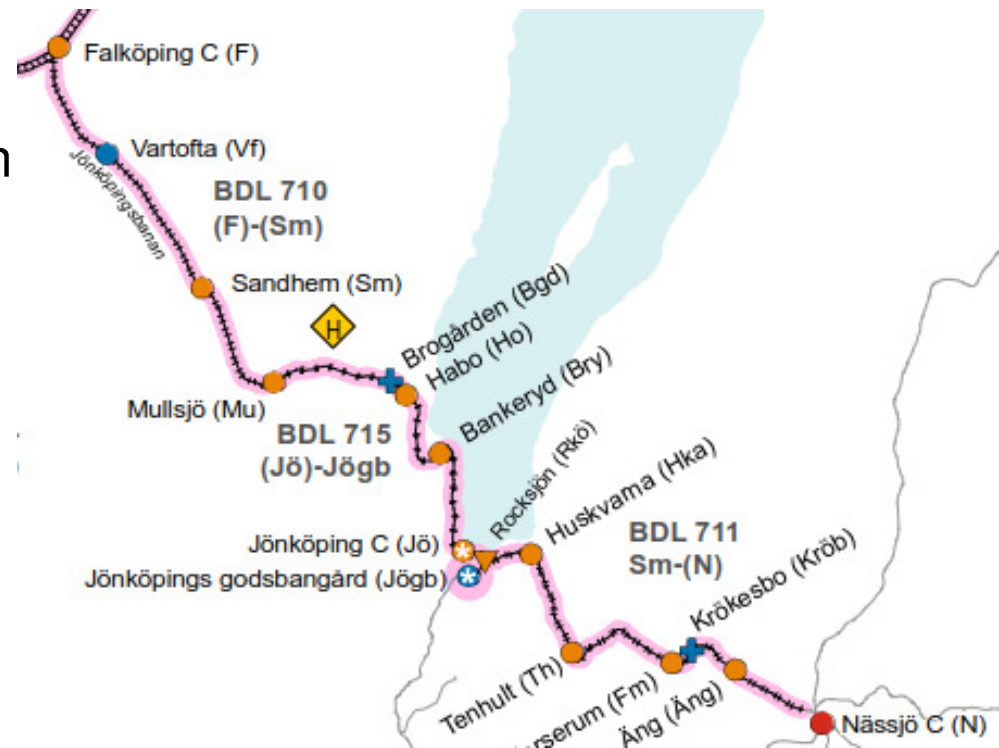 Falköping C (F)
n
Vartofta (Vf)
Jönköpingsbanan
BDL 710
(F)-(Sm)
Sandhem (Sm)
H
Brogården (Bgd)
Habo (Ho)
Mullsjö (Mu)
Bankeryd (Bry)
BDL 715
(Jö)-Jögb
Rocksjön (Rkö)
Huskvarna (Hka)
Jönköping C (Jö)
Jönköpings godsbangård (Jögb)
BDL 711
Sm-(N)
Krökesbo (Kröb)
Tenhult (Th)
rserum (Fm)
Äng (Äng)
Nässjö C (N)